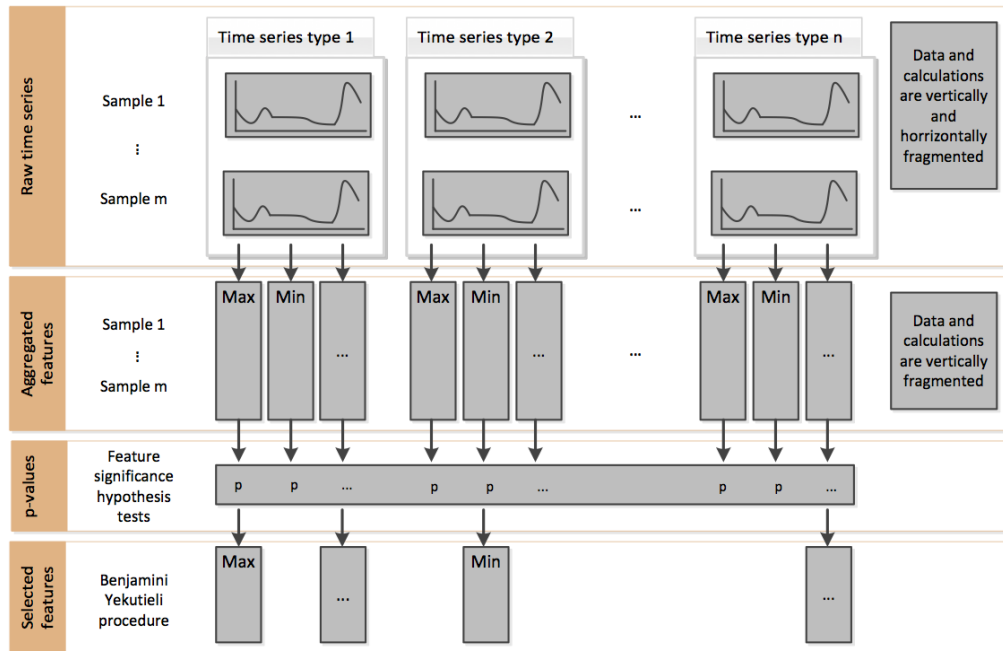 Raw time series
Time series type 1
Time series type 2
Time series type n
Sample 1
⋮
Sample m
...
...
Data and
calculations
are vertically
and
horrizontally
fragmented
Aggregated
features
Sample 1
⋮
Sample m
Max
Min
...
Max
Min
...
...
Max
Min
...
Data and
calculations
are vertically
fragmented
p-values
Feature
significance
hypothesis
tests
p p ... p p ... p p ...
Selected
features
Benjamini
Yekutieli
procedure
Max
...
Min
...